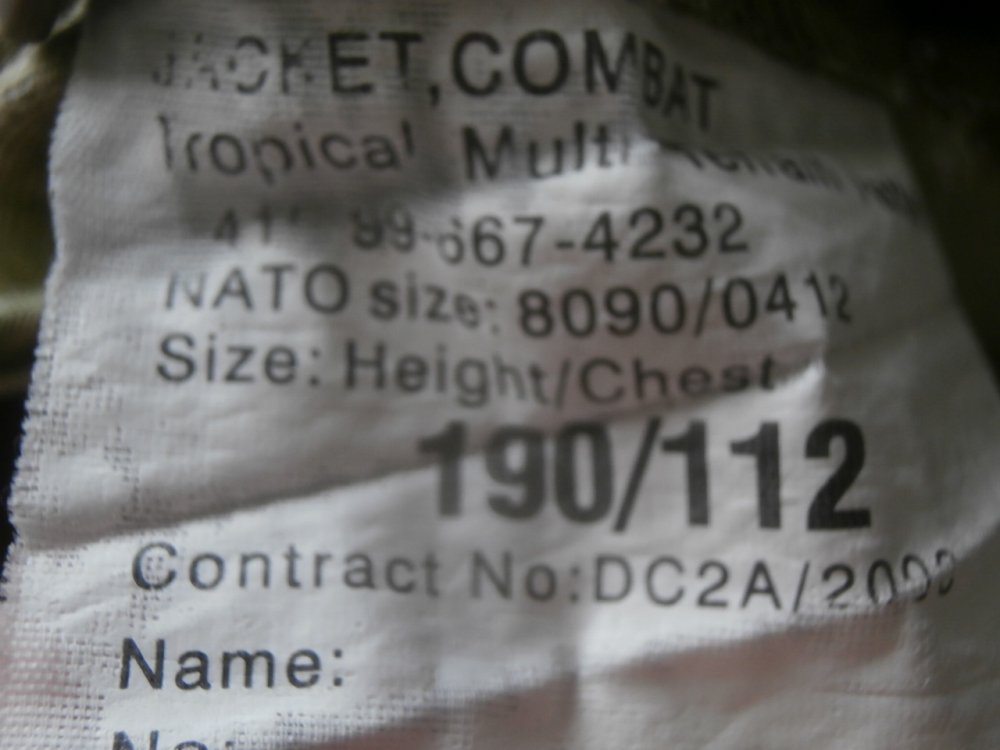 JACKET, COMBAT
Tropical Multi
99-667-4232
NATO size: 8090/0412
Size: Height/Chest
190/112
Contract No:DC2A/
Name:
No: